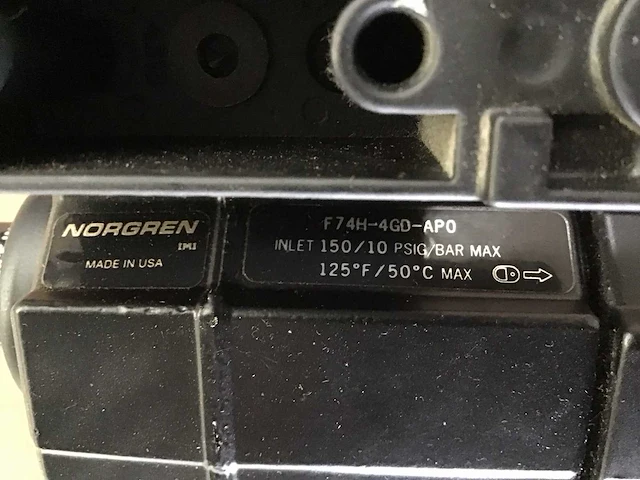 NORGREN
IMI
MADE IN USA
F74H-4GD-AP0
INLET 150/10 PSIG/BAR MAX
125°F/50°C MAX